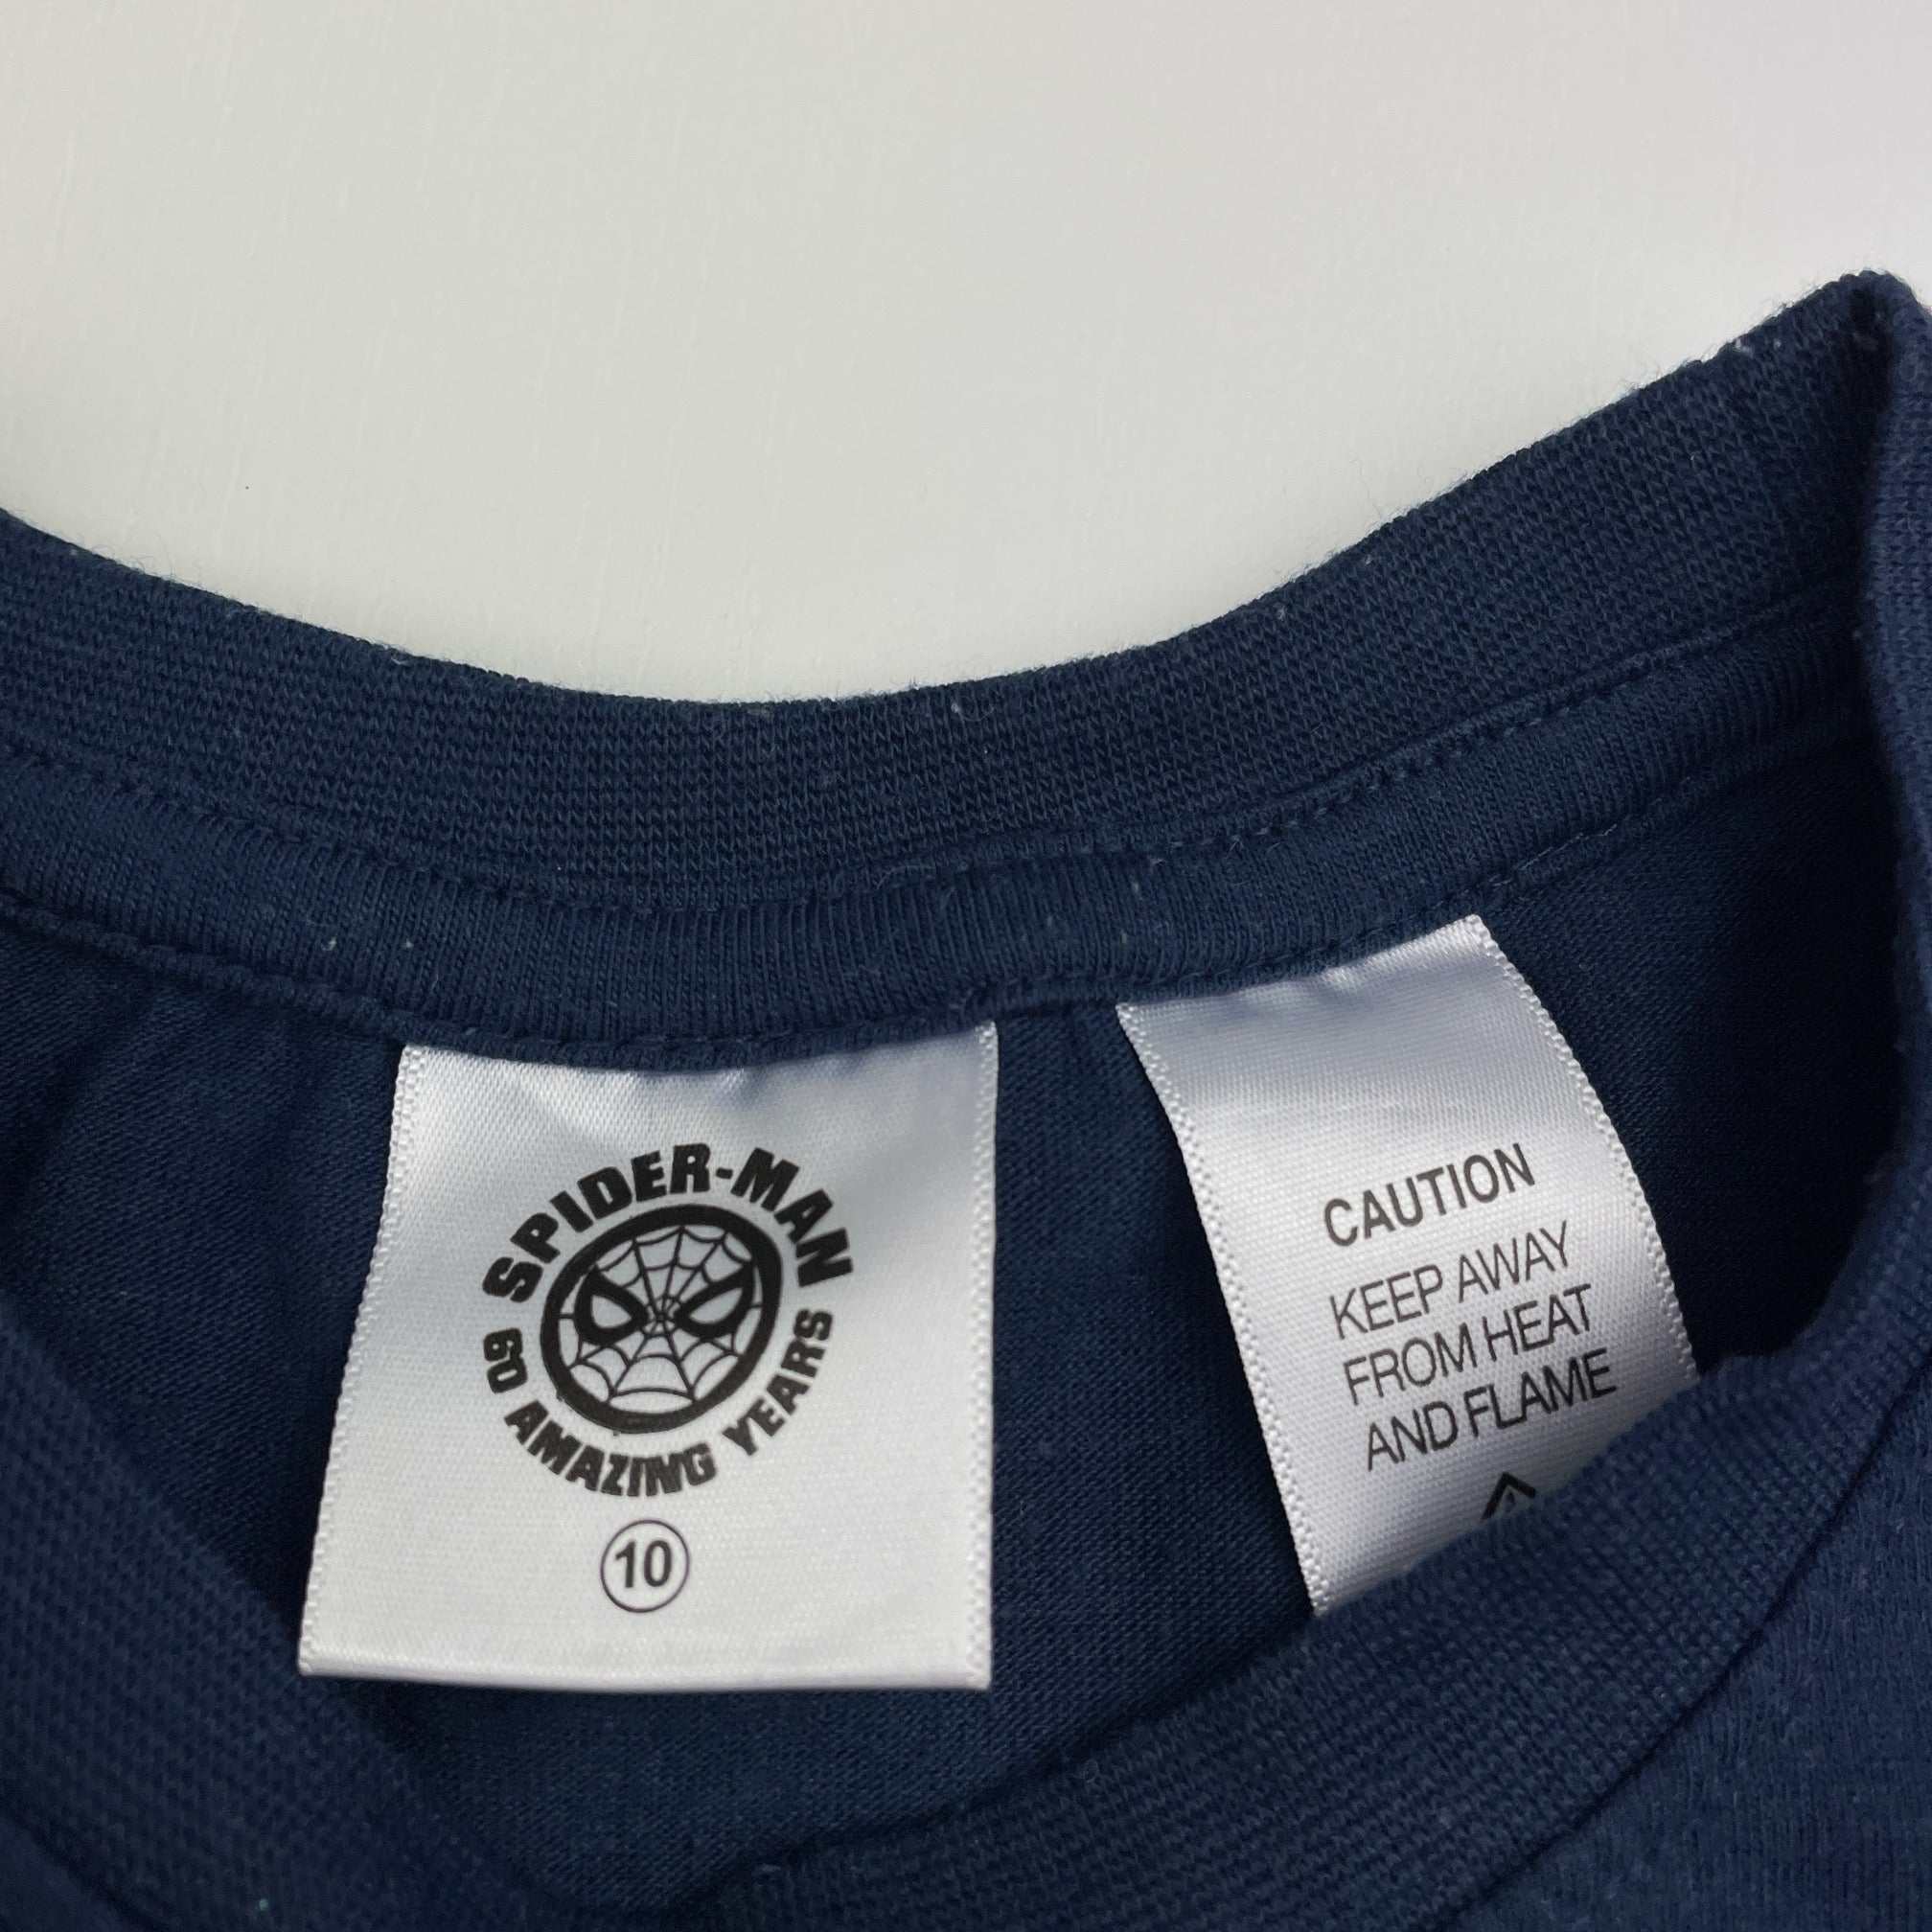 SPIDER-MAN
60 AMAZING YEARS
10
CAUTION
KEEP AWAY
FROM HEAT
AND FLAME